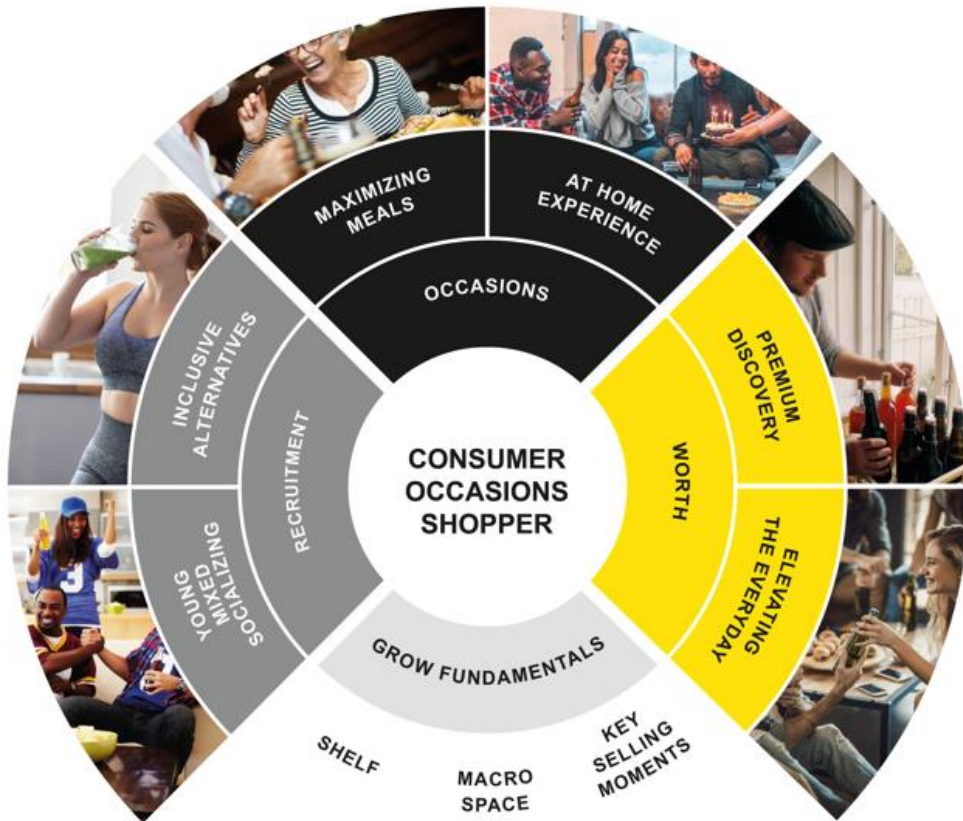 MAXIMIZING
MEALS
AT HOME
EXPERIENCE
OCCASIONS
INCLUSIVE
ALTERNATIVES
RECRUITMENT
YOUNG
MIXED
SOCIALIZING
CONSUMER
OCCASIONS
SHOPPER
PREMIUM
DISCOVERY
WORTH
ELEVATING
THE EVERYDAY
GROW FUNDAMENTALS
SHELF
MACRO
SPACE
KEY
SELLING
MOMENTS
3